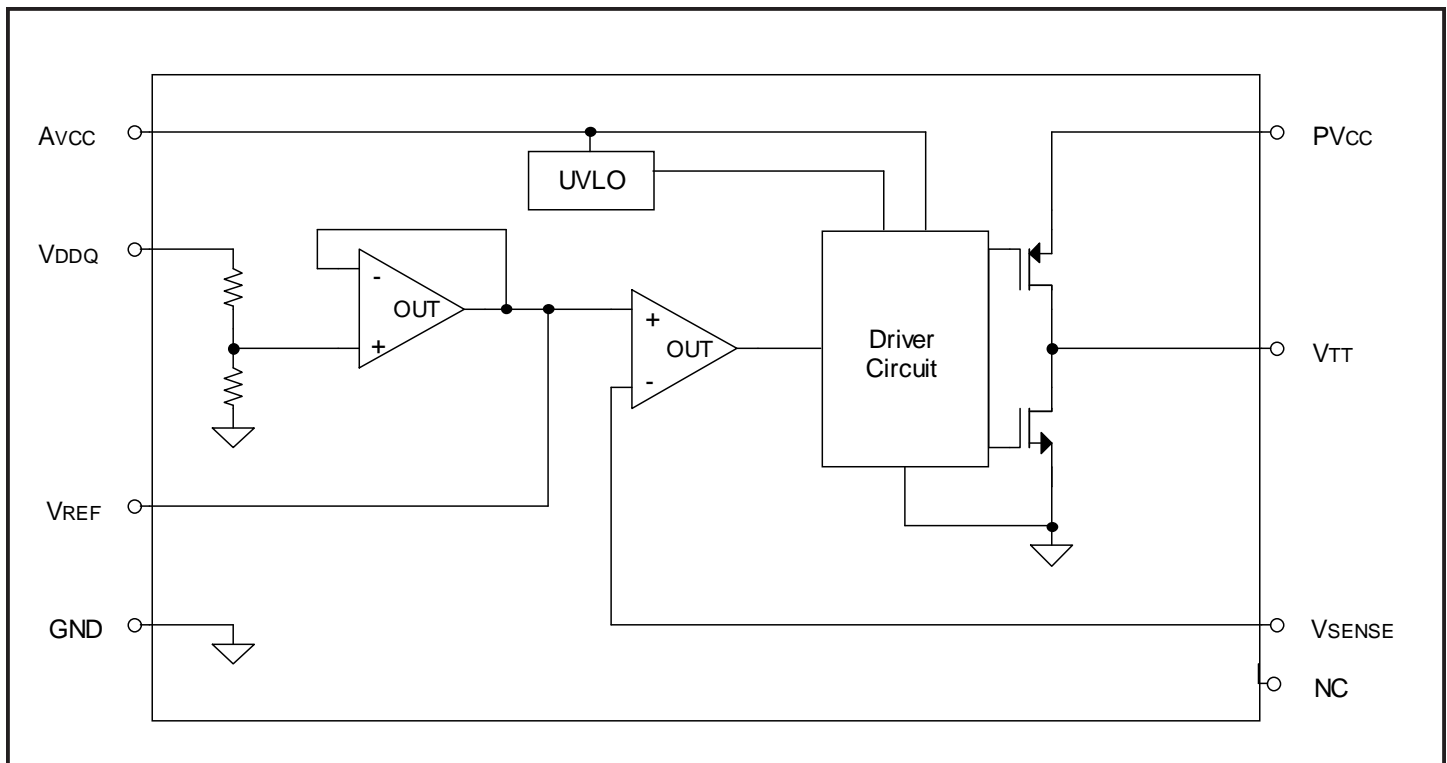 AVCC
PVCC
UVLO
VDDQ
-
OUT
+
+
OUT
-
Driver
Circuit
VTT
VREF
GND
VSENSE
NC